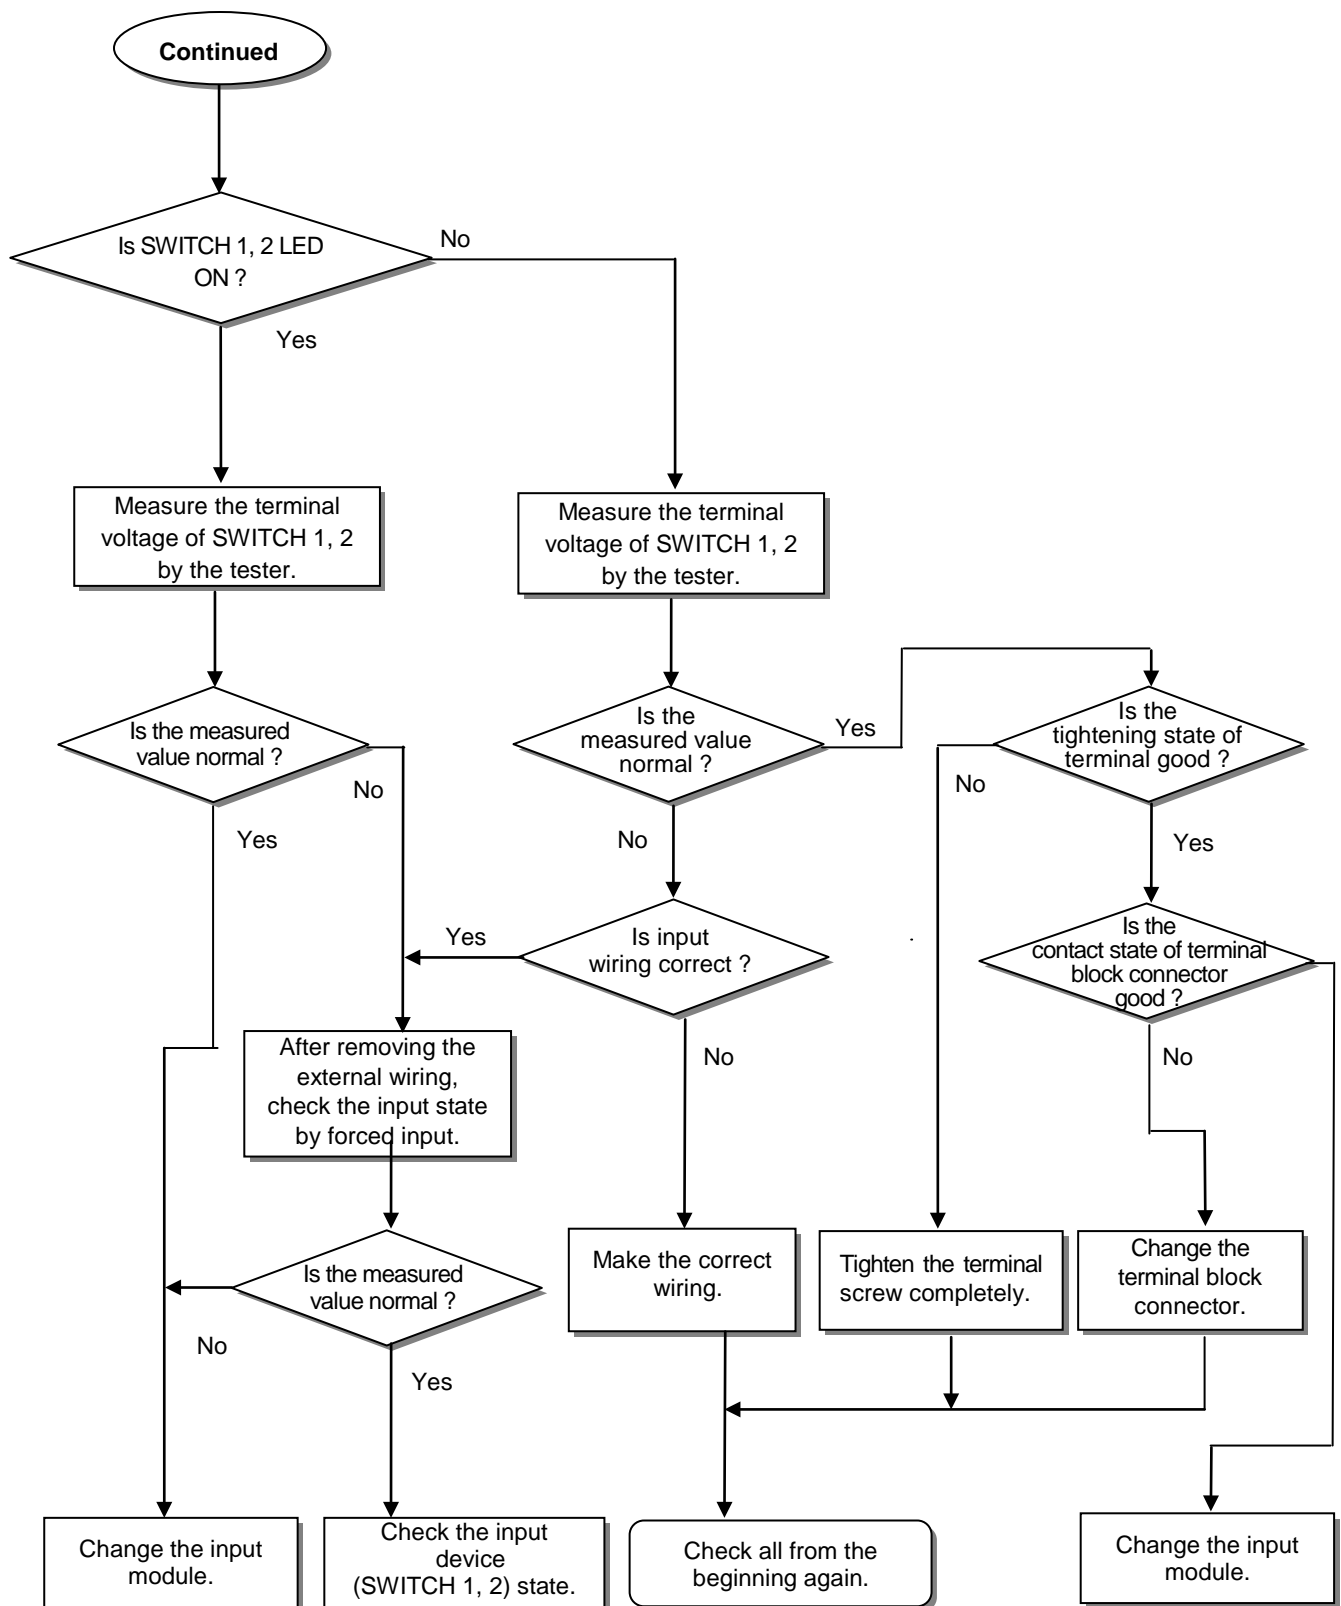 Continued
Is SWITCH 1, 2 LED
ON ?
No
Yes
Measure the terminal
voltage of SWITCH 1, 2
by the tester.
Measure the terminal
voltage of SWITCH 1, 2
by the tester.
Is the measured
value normal ?
No
Yes
Is the
measured value
normal ?
Yes
No
Is the
tightening state of
terminal good ?
No
Yes
Yes
Is input
wiring correct ?
No
Is the
contact state of terminal
block connector
good ?
No
After removing the
external wiring,
check the input state
by forced input.
Is the measured
value normal ?
No
Yes
Make the correct
wiring.
Tighten the terminal
screw completely.
Change the
terminal block
connector.
Change the input
module.
Check the input
device
(SWITCH 1, 2) state.
Check all from the
beginning again.
Change the input
module.